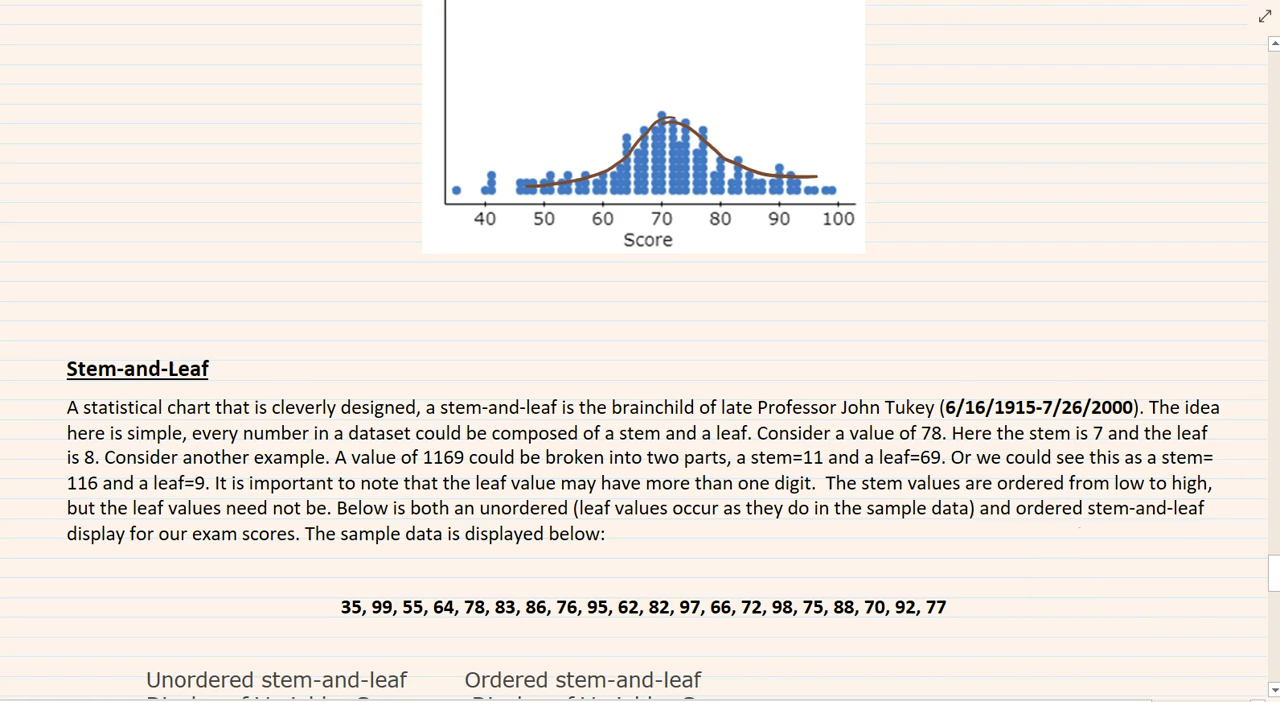 40 50 60 70 80 90 100
Score
Stem-and-Leaf
A statistical chart that is cleverly designed, a stem-and-leaf is the brainchild of late Professor John Tukey (6/16/1915-7/26/2000). The idea
here is simple, every number in a dataset could be composed of a stem and a leaf. Consider a value of 78. Here the stem is 7 and the leaf
is 8. Consider another example. A value of 1169 could be broken into two parts, a stem=11 and a leaf=69. Or we could see this as a stem=
116 and a leaf=9. It is important to note that the leaf value may have more than one digit.  The stem values are ordered from low to high,
but the leaf values need not be. Below is both an unordered (leaf values occur as they do in the sample data) and ordered stem-and-leaf
display for our exam scores. The sample data is displayed below:
35, 99, 55, 64, 78, 83, 86, 76, 95, 62, 82, 97, 66, 72, 98, 75, 88, 70, 92, 77
Unordered stem-and-leaf Ordered stem-and-leaf